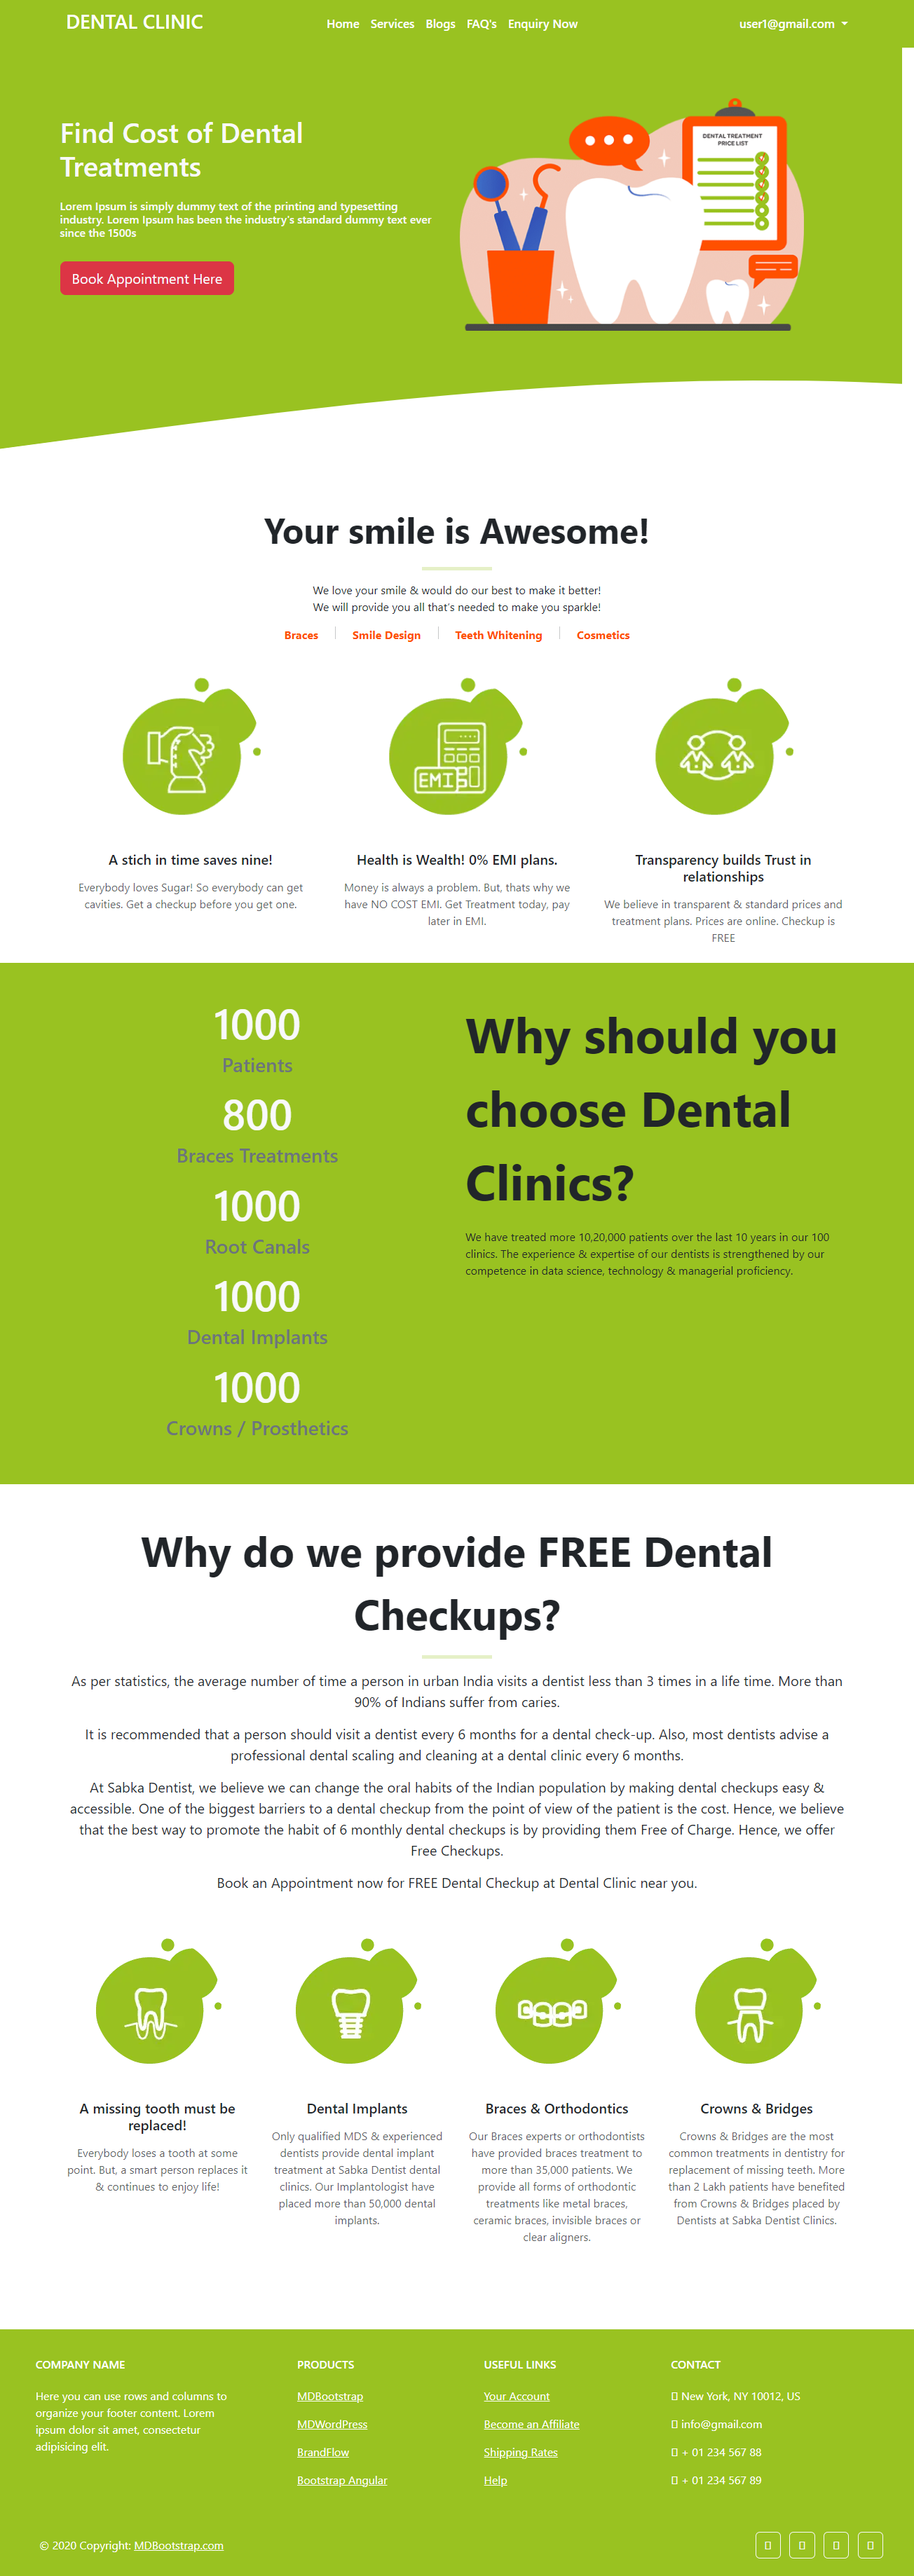 DENTAL CLINIC
Home Services Blogs FAQ's Enquiry Now
user1@gmail.com
Find Cost of Dental
Treatments
Lorem Ipsum is simply dummy text of the printing and typesetting
industry. Lorem Ipsum has been the industry's standard dummy text ever
since the 1500s
Book Appointment Here
DENTAL TREATMENT
PRICE LIST
Your smile is Awesome!
We love your smile & would do our best to make it better!
We will provide you all that's needed to make you sparkle!
Braces Smile Design Teeth Whitening Cosmetics
EMI
A stich in time saves nine!
Everybody loves Sugar! So everybody can get
cavities. Get a checkup before you get one.
Health is Wealth! 0% EMI plans.
Money is always a problem. But, thats why we
have NO COST EMI. Get Treatment today, pay
later in EMI.
Transparency builds Trust in
relationships
We believe in transparent & standard prices and
treatment plans. Prices are online. Checkup is
FREE
1000
Patients
800
Braces Treatments
1000
Root Canals
1000
Dental Implants
1000
Crowns / Prosthetics
Why should you
choose Dental
Clinics?
We have treated more 10,20,000 patients over the last 10 years in our 100
clinics. The experience & expertise of our dentists is strengthened by our
competence in data science, technology & managerial proficiency.
Why do we provide FREE Dental
Checkups?
As per statistics, the average number of time a person in urban India visits a dentist less than 3 times in a life time. More than
90% of Indians suffer from caries.
It is recommended that a person should visit a dentist every 6 months for a dental check-up. Also, most dentists advise a
professional dental scaling and cleaning at a dental clinic every 6 months.
At Sabka Dentist, we believe we can change the oral habits of the Indian population by making dental checkups easy &
accessible. One of the biggest barriers to a dental checkup from the point of view of the patient is the cost. Hence, we believe
that the best way to promote the habit of 6 monthly dental checkups is by providing them Free of Charge. Hence, we offer
Free Checkups.
Book an Appointment now for FREE Dental Checkup at Dental Clinic near you.
A missing tooth must be
replaced!
Everybody loses a tooth at some
point. But, a smart person replaces it
& continues to enjoy life!
Dental Implants
Only qualified MDS & experienced
dentists provide dental implant
treatment at Sabka Dentist dental
clinics. Our Implantologist have
placed more than 50,000 dental
implants.
Braces & Orthodontics
Our Braces experts or orthodontists
have provided braces treatment to
more than 35,000 patients. We
provide all forms of orthodontic
treatments like metal braces,
ceramic braces, invisible braces or
clear aligners.
Crowns & Bridges
Crowns & Bridges are the most
common treatments in dentistry for
replacement of missing teeth. More
than 2 Lakh patients have benefited
from Crowns & Bridges placed by
Dentists at Sabka Dentist Clinics.
COMPANY NAME
Here you can use rows and columns to
organize your footer content. Lorem
ipsum dolor sit amet, consectetur
adipisicing elit.
PRODUCTS
MDBootstrap
MDWordPress
BrandFlow
Bootstrap Angular
USEFUL LINKS
Your Account
Become an Affiliate
Shipping Rates
Help
CONTACT
New York, NY 10012, US
info@gmail.com
+ 01 234 567 88
+ 01 234 567 89
© 2020 Copyright: MDBootstrap.com